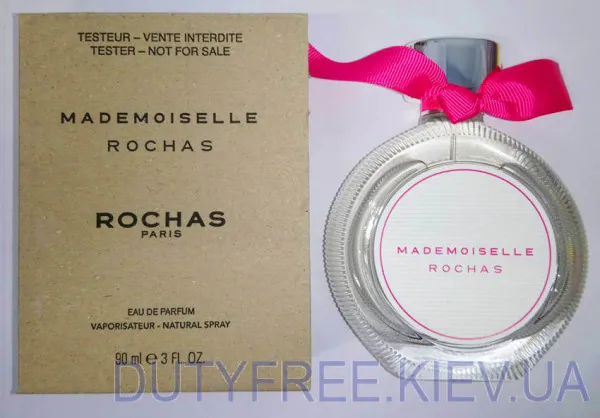 TESTEUR – VENTE INTERDITE
TESTER – NOT FOR SALE
MADEMOISELLE
ROCHAS
ROCHAS
PARIS
EAU DE PARFUM
VAPORISATEUR - NATURAL SPRAY
90 ml e 3 FL. OZ.
MADEMOISELLE
ROCHAS
DUTYFREE.KIEV.UA